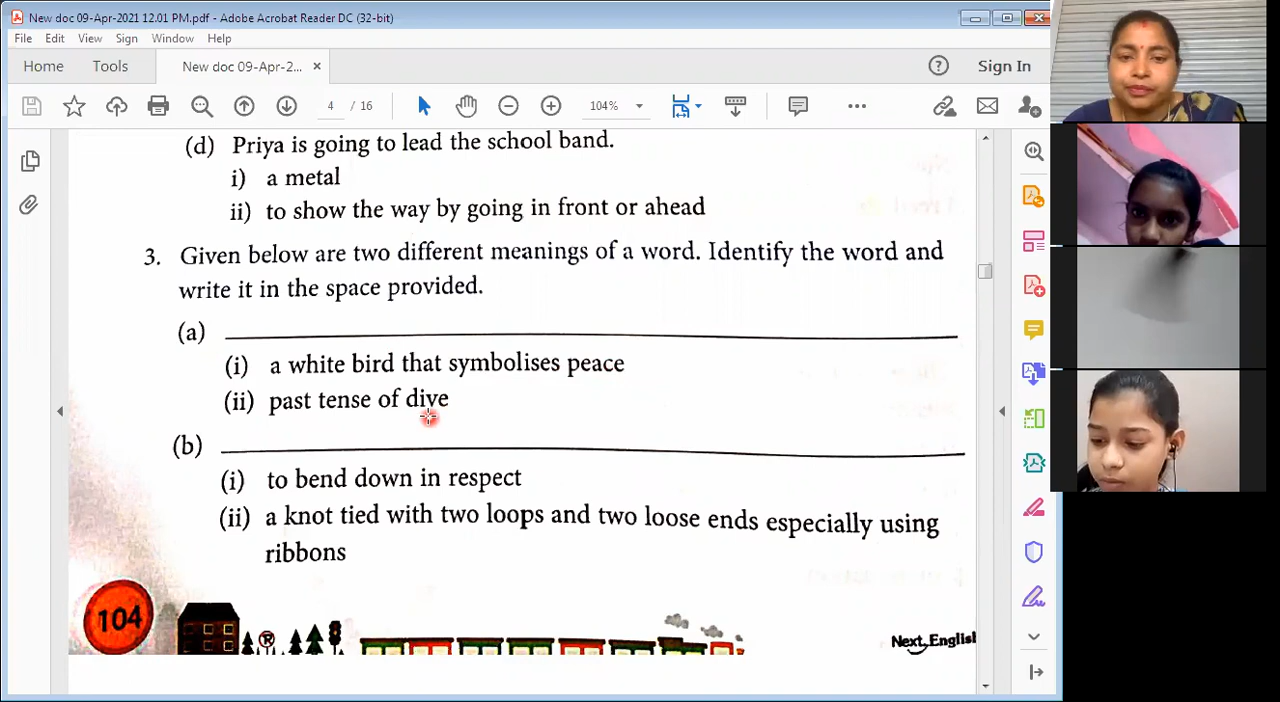 New doc 09-Apr-2021 12.01 PM.pdf - Adobe Acrobat Reader DC (32-bit)
File Edit View Sign Window Help
Home Tools New doc 09-Apr-2... × Sign In
4 / 16 104%
(d) Priya is going to lead the school band.
i) a metal
ii) to show the way by going in front or ahead
3. Given below are two different meanings of a word. Identify the word and
write it in the space provided.
(a)
(i) a white bird that symbolises peace
(ii) past tense of dive
(b)
(i) to bend down in respect
(ii) a knot tied with two loops and two loose ends especially using
ribbons
104
Next English